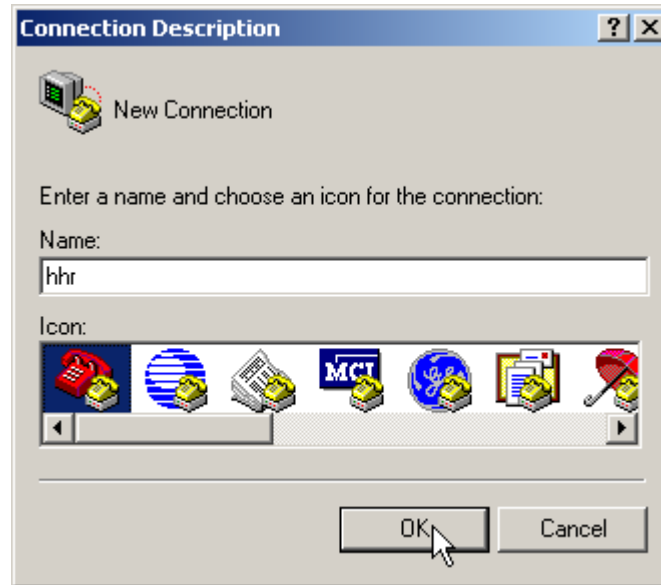 Connection Description
New Connection
Enter a name and choose an icon for the connection:
Name:
hhr
Icon:
MCI
OK
Cancel